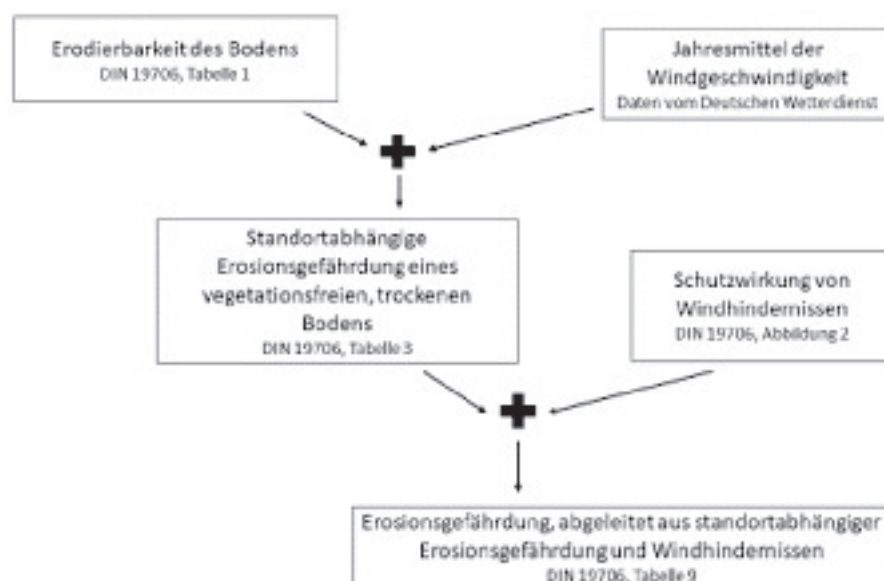 Erodierbarkeit des Bodens
DIN 19706, Tabelle 1
Jahresmittel der
Windgeschwindigkeit
Daten vom Deutschen Wetterdienst
Standortabhängige
Erosionsgefährdung eines
vegetationsfreien, trockenen
Bodens
DIN 19706, Tabelle 3
Schutzwirkung von
Windhindernissen
DIN 19706, Abbildung 2
Erosionsgefährdung, abgeleitet aus standortabhängiger
Erosionsgefährdung und Windhindernissen
DIN 19706, Tabelle 9